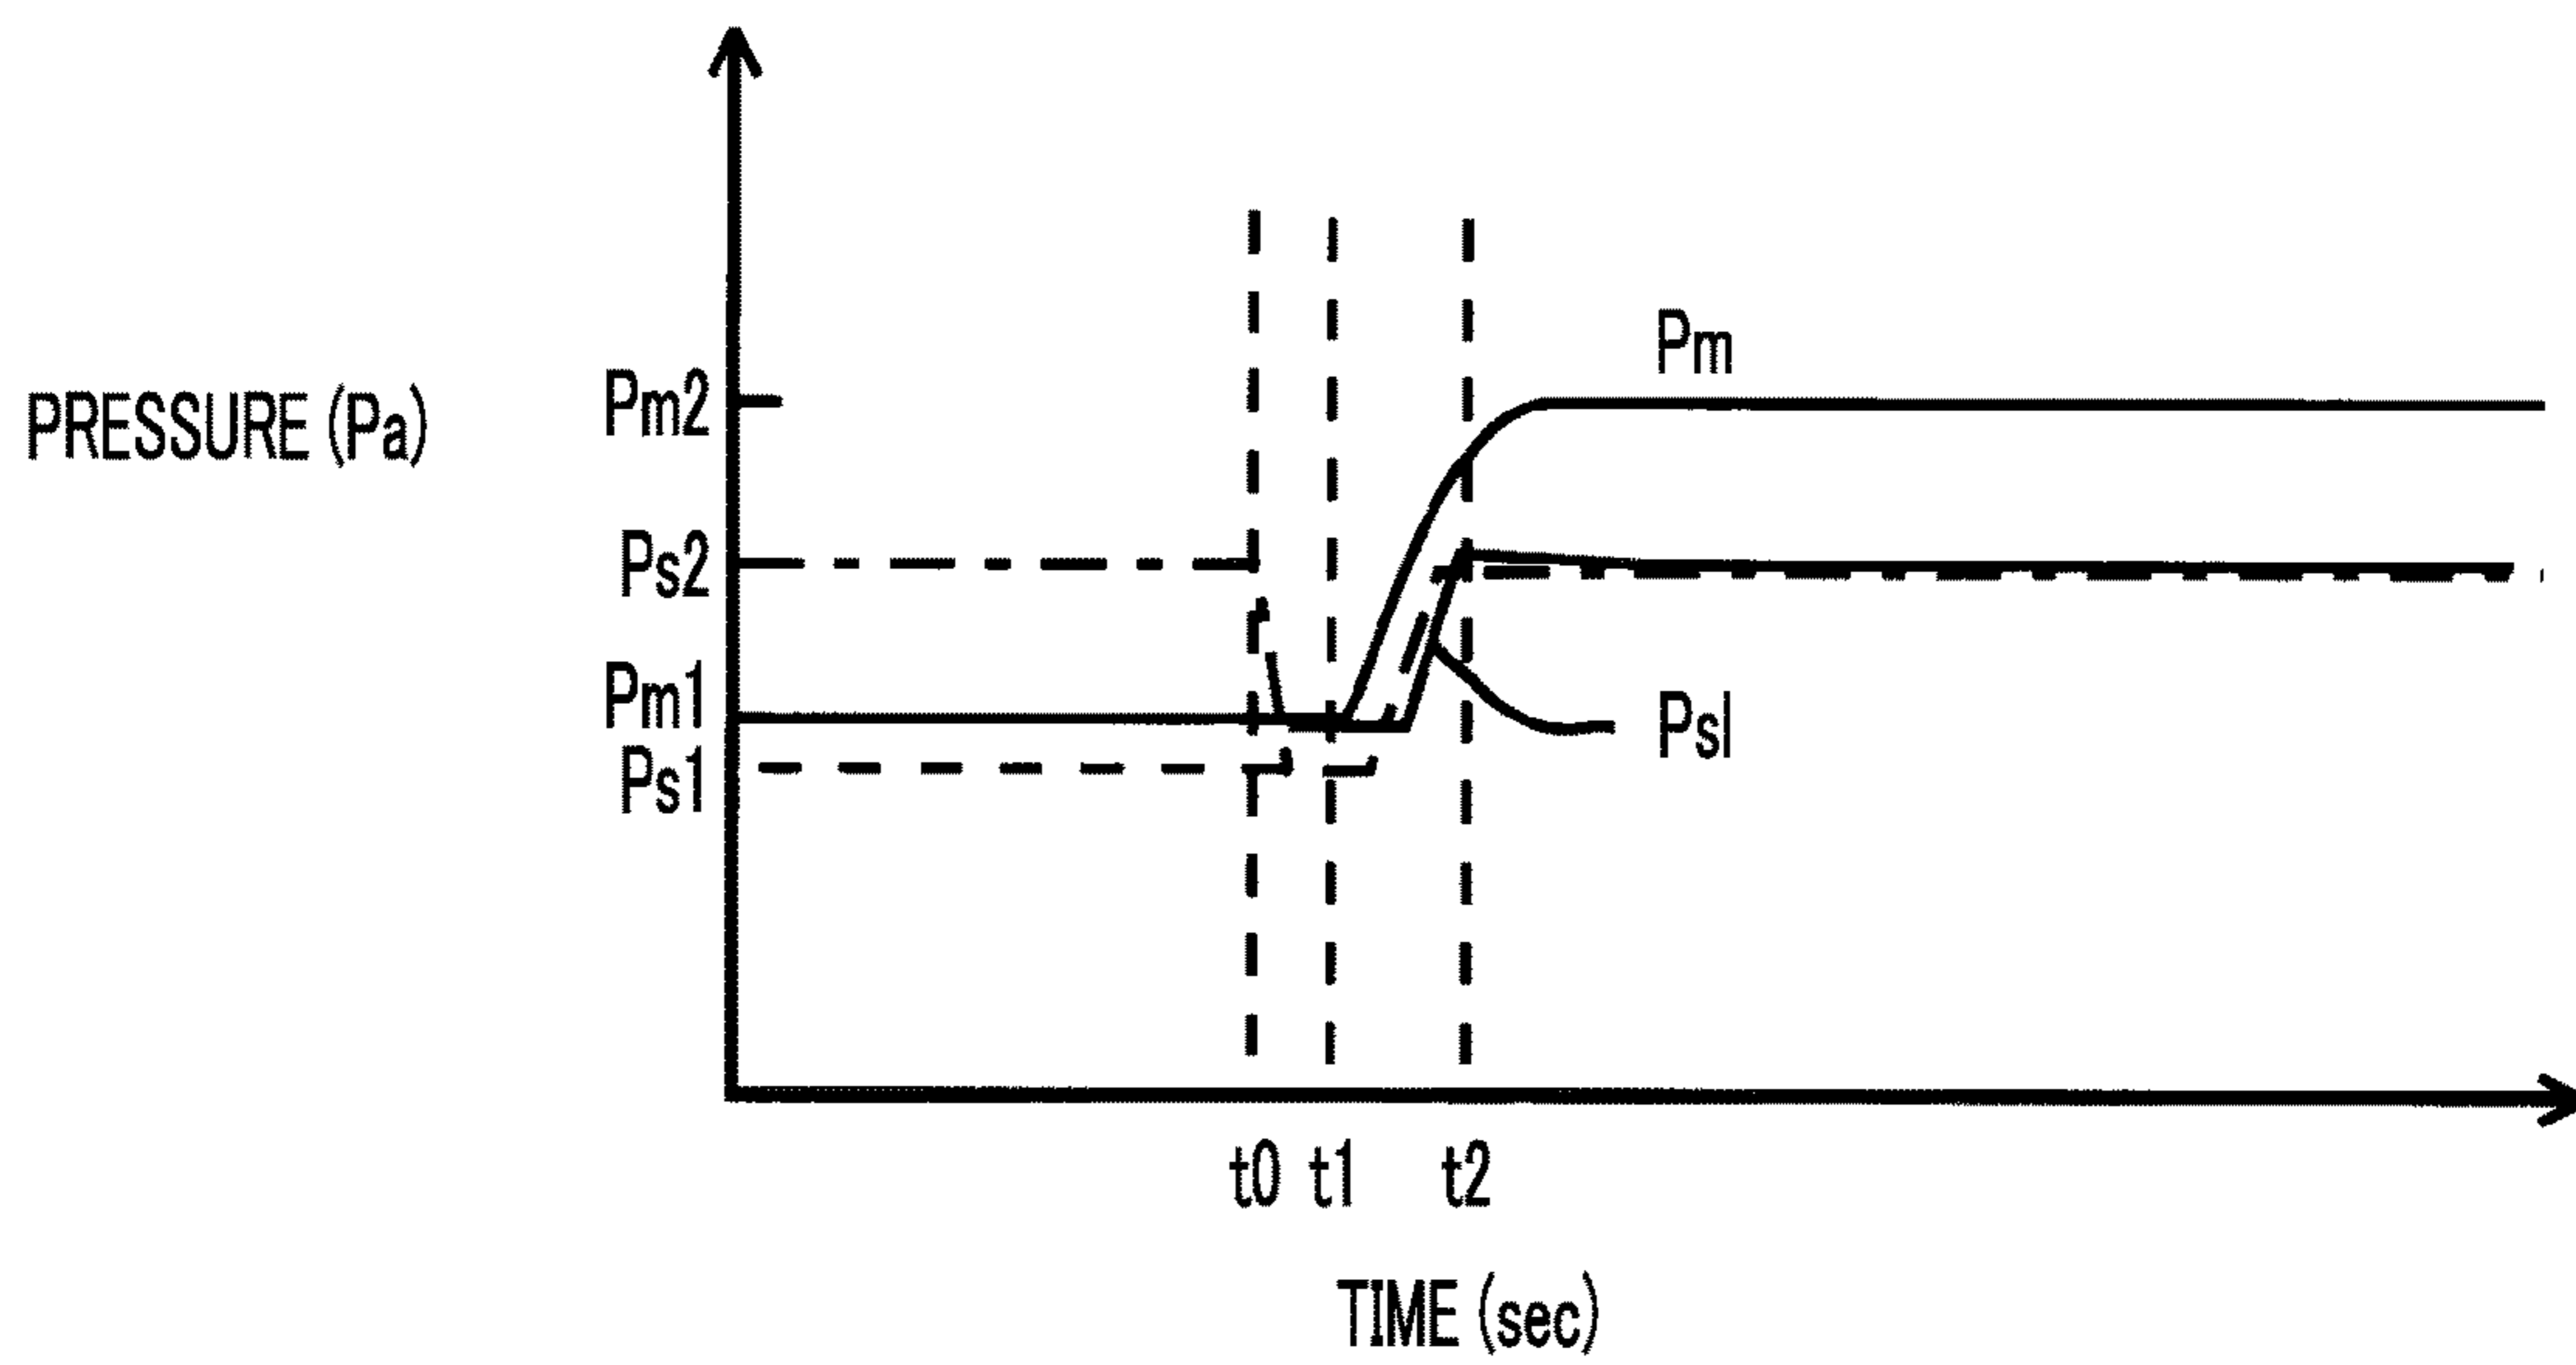 Pm
PRESSURE (Pa)
Pm2
Ps2
Pm1
Psl
Ps1
t0 t1 t2
TIME (sec)